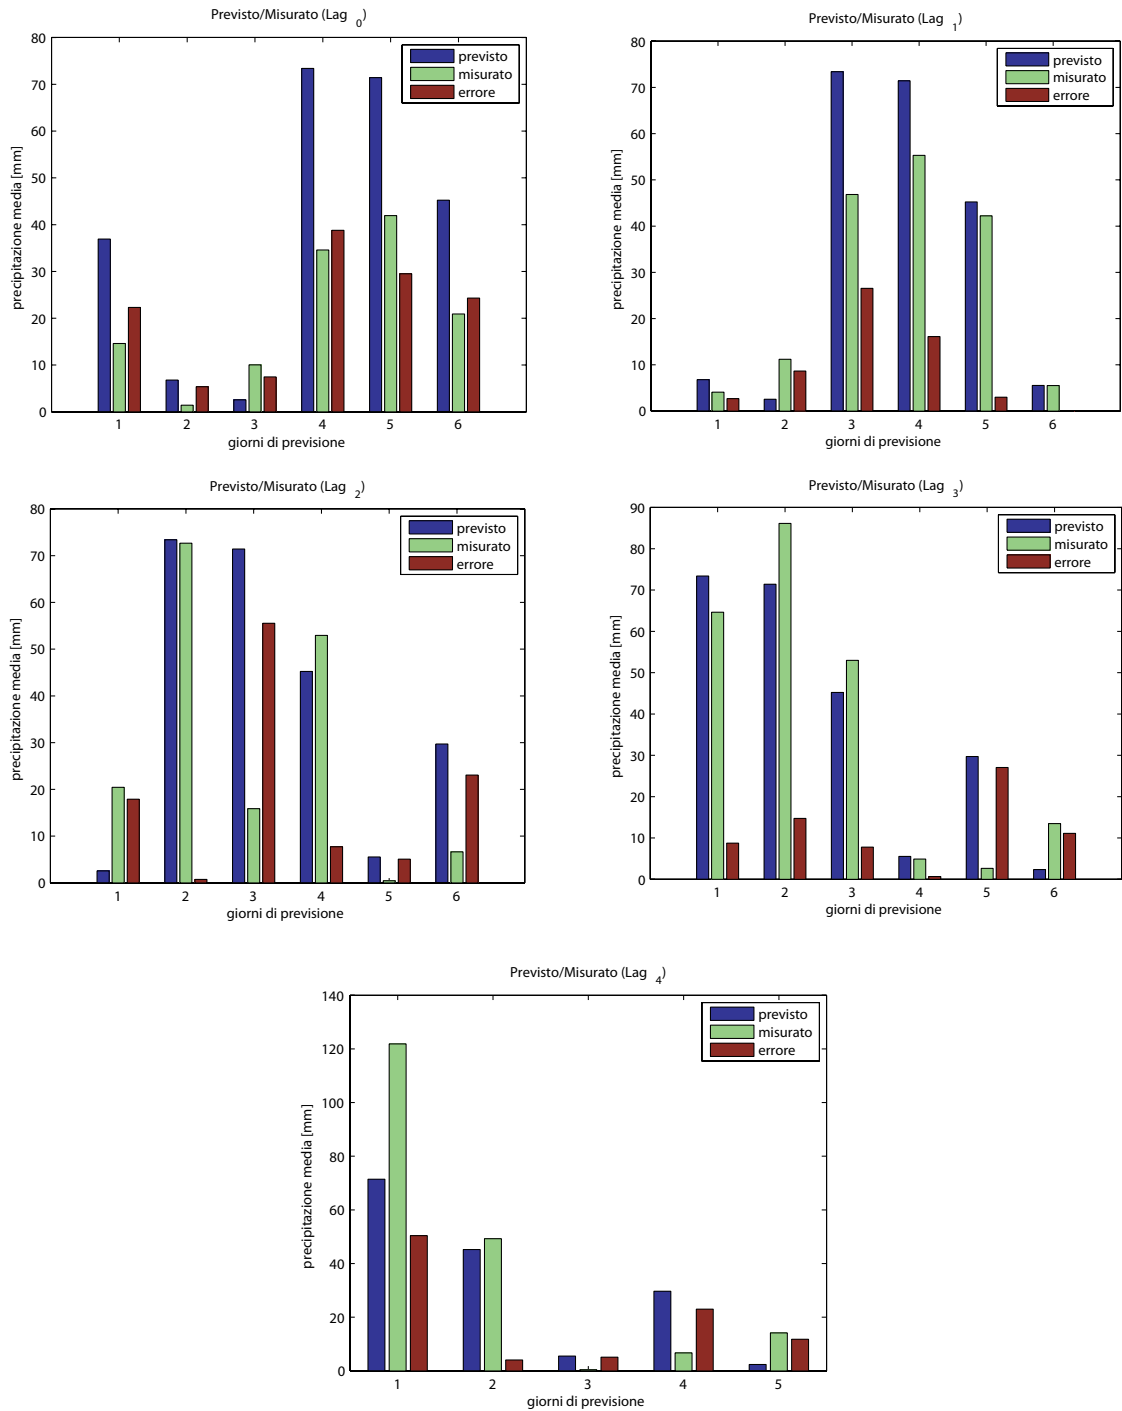 Previsto/Misurato (Lag 0)
80
70
60
50
40
30
20
10
0
precipitazione media [mm]
previsto
misurato
errore
1 2 3 4 5 6
giorni di previsione
Previsto/Misurato (Lag 1)
80
70
60
50
40
30
20
10
0
precipitazione media [mm]
previsto
misurato
errore
1 2 3 4 5 6
giorni di previsione
Previsto/Misurato (Lag 2)
80
70
60
50
40
30
20
10
0
precipitazione media [mm]
previsto
misurato
errore
1 2 3 4 5 6
giorni di previsione
Previsto/Misurato (Lag 3)
90
80
70
60
50
40
30
20
10
0
precipitazione media [mm]
previsto
misurato
errore
1 2 3 4 5 6
giorni di previsione
Previsto/Misurato (Lag 4)
140
120
100
80
60
40
20
0
precipitazione media [mm]
previsto
misurato
errore
1 2 3 4 5
giorni di previsione